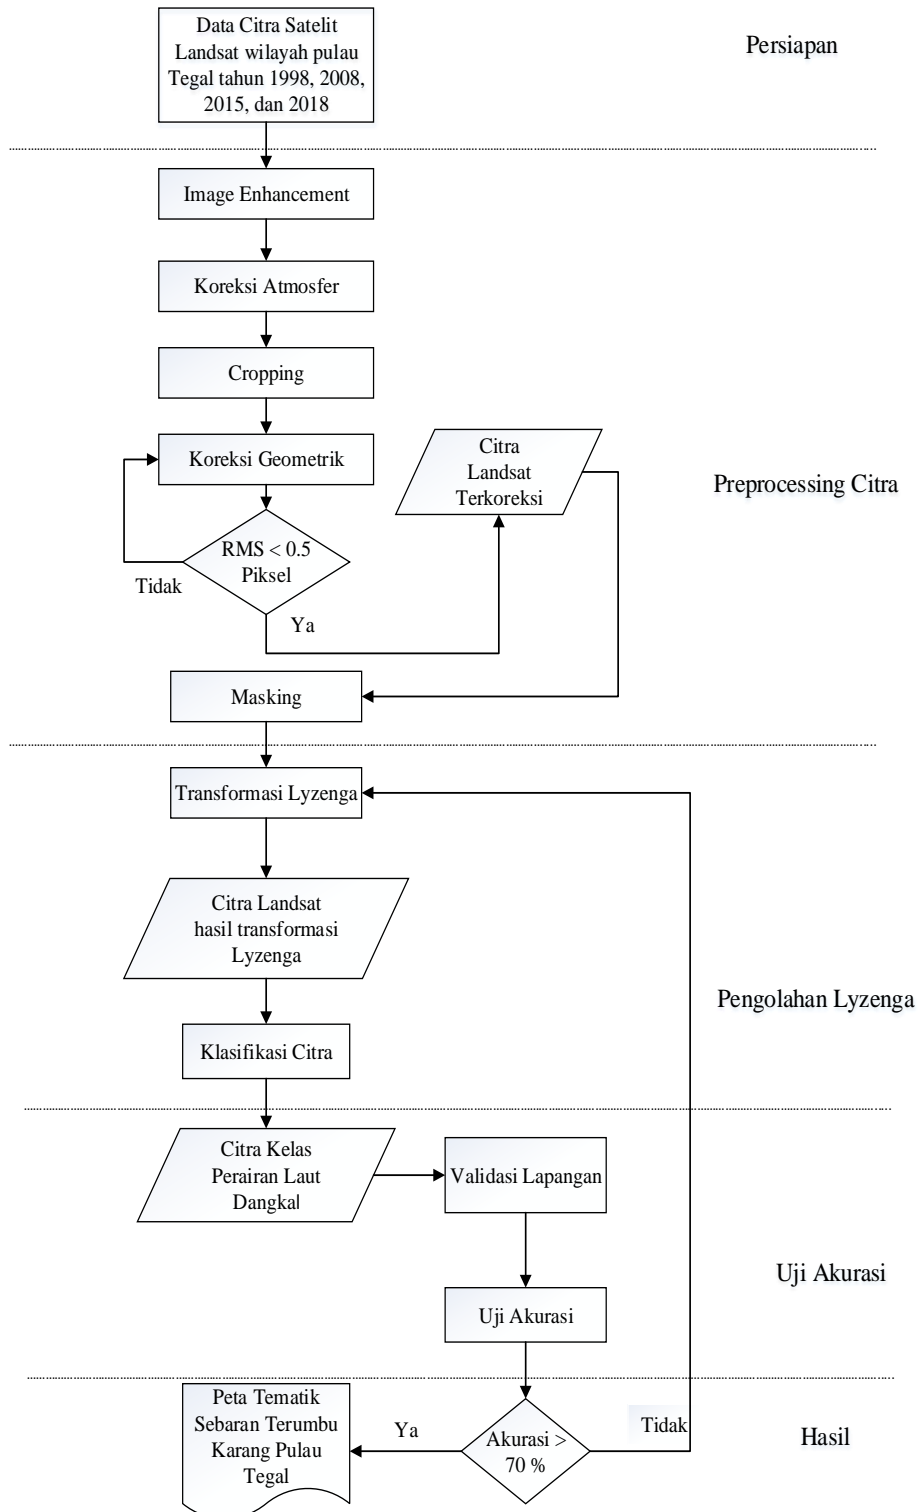 Data Citra Satelit
Landsat wilayah pulau
Tegal tahun 1998, 2008,
2015, dan 2018
Persiapan
Image Enhancement
Koreksi Atmosfer
Cropping
Koreksi Geometrik
Citra
Landsat
Terkoreksi
Preprocessing Citra
RMS < 0.5
Piksel
Tidak
Ya
Masking
Transformasi Lyzenga
Citra Landsat
hasil transformasi
Lyzenga
Pengolahan Lyzenga
Klasifikasi Citra
Citra Kelas
Perairan Laut
Dangkal
Validasi Lapangan
Uji Akurasi
Uji Akurasi
Peta Tematik
Sebaran Terumbu
Karang Pulau
Tegal
Ya
Akurasi >
70 %
Tidak
Hasil